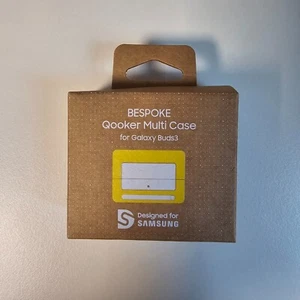 BESPOKE
Qooker Multi Case
for Galaxy Buds3
Designed for
SAMSUNG